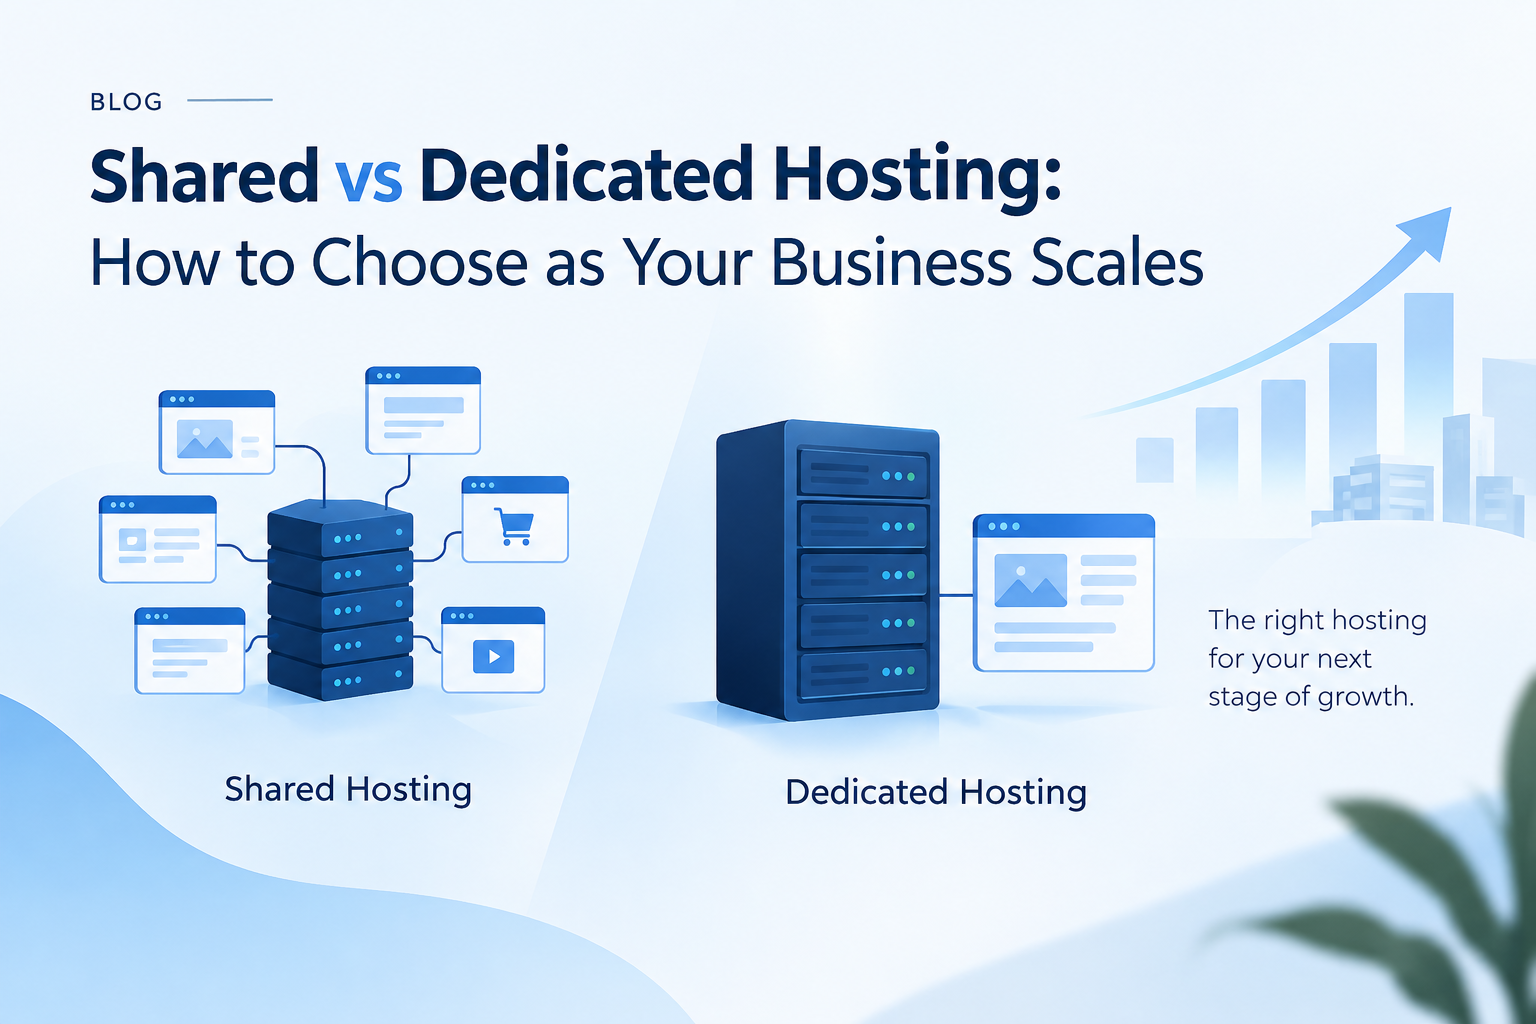 BLOG
Shared vs Dedicated Hosting:
How to Choose as Your Business Scales
The right hosting
for your next
stage of growth.
Shared Hosting
Dedicated Hosting